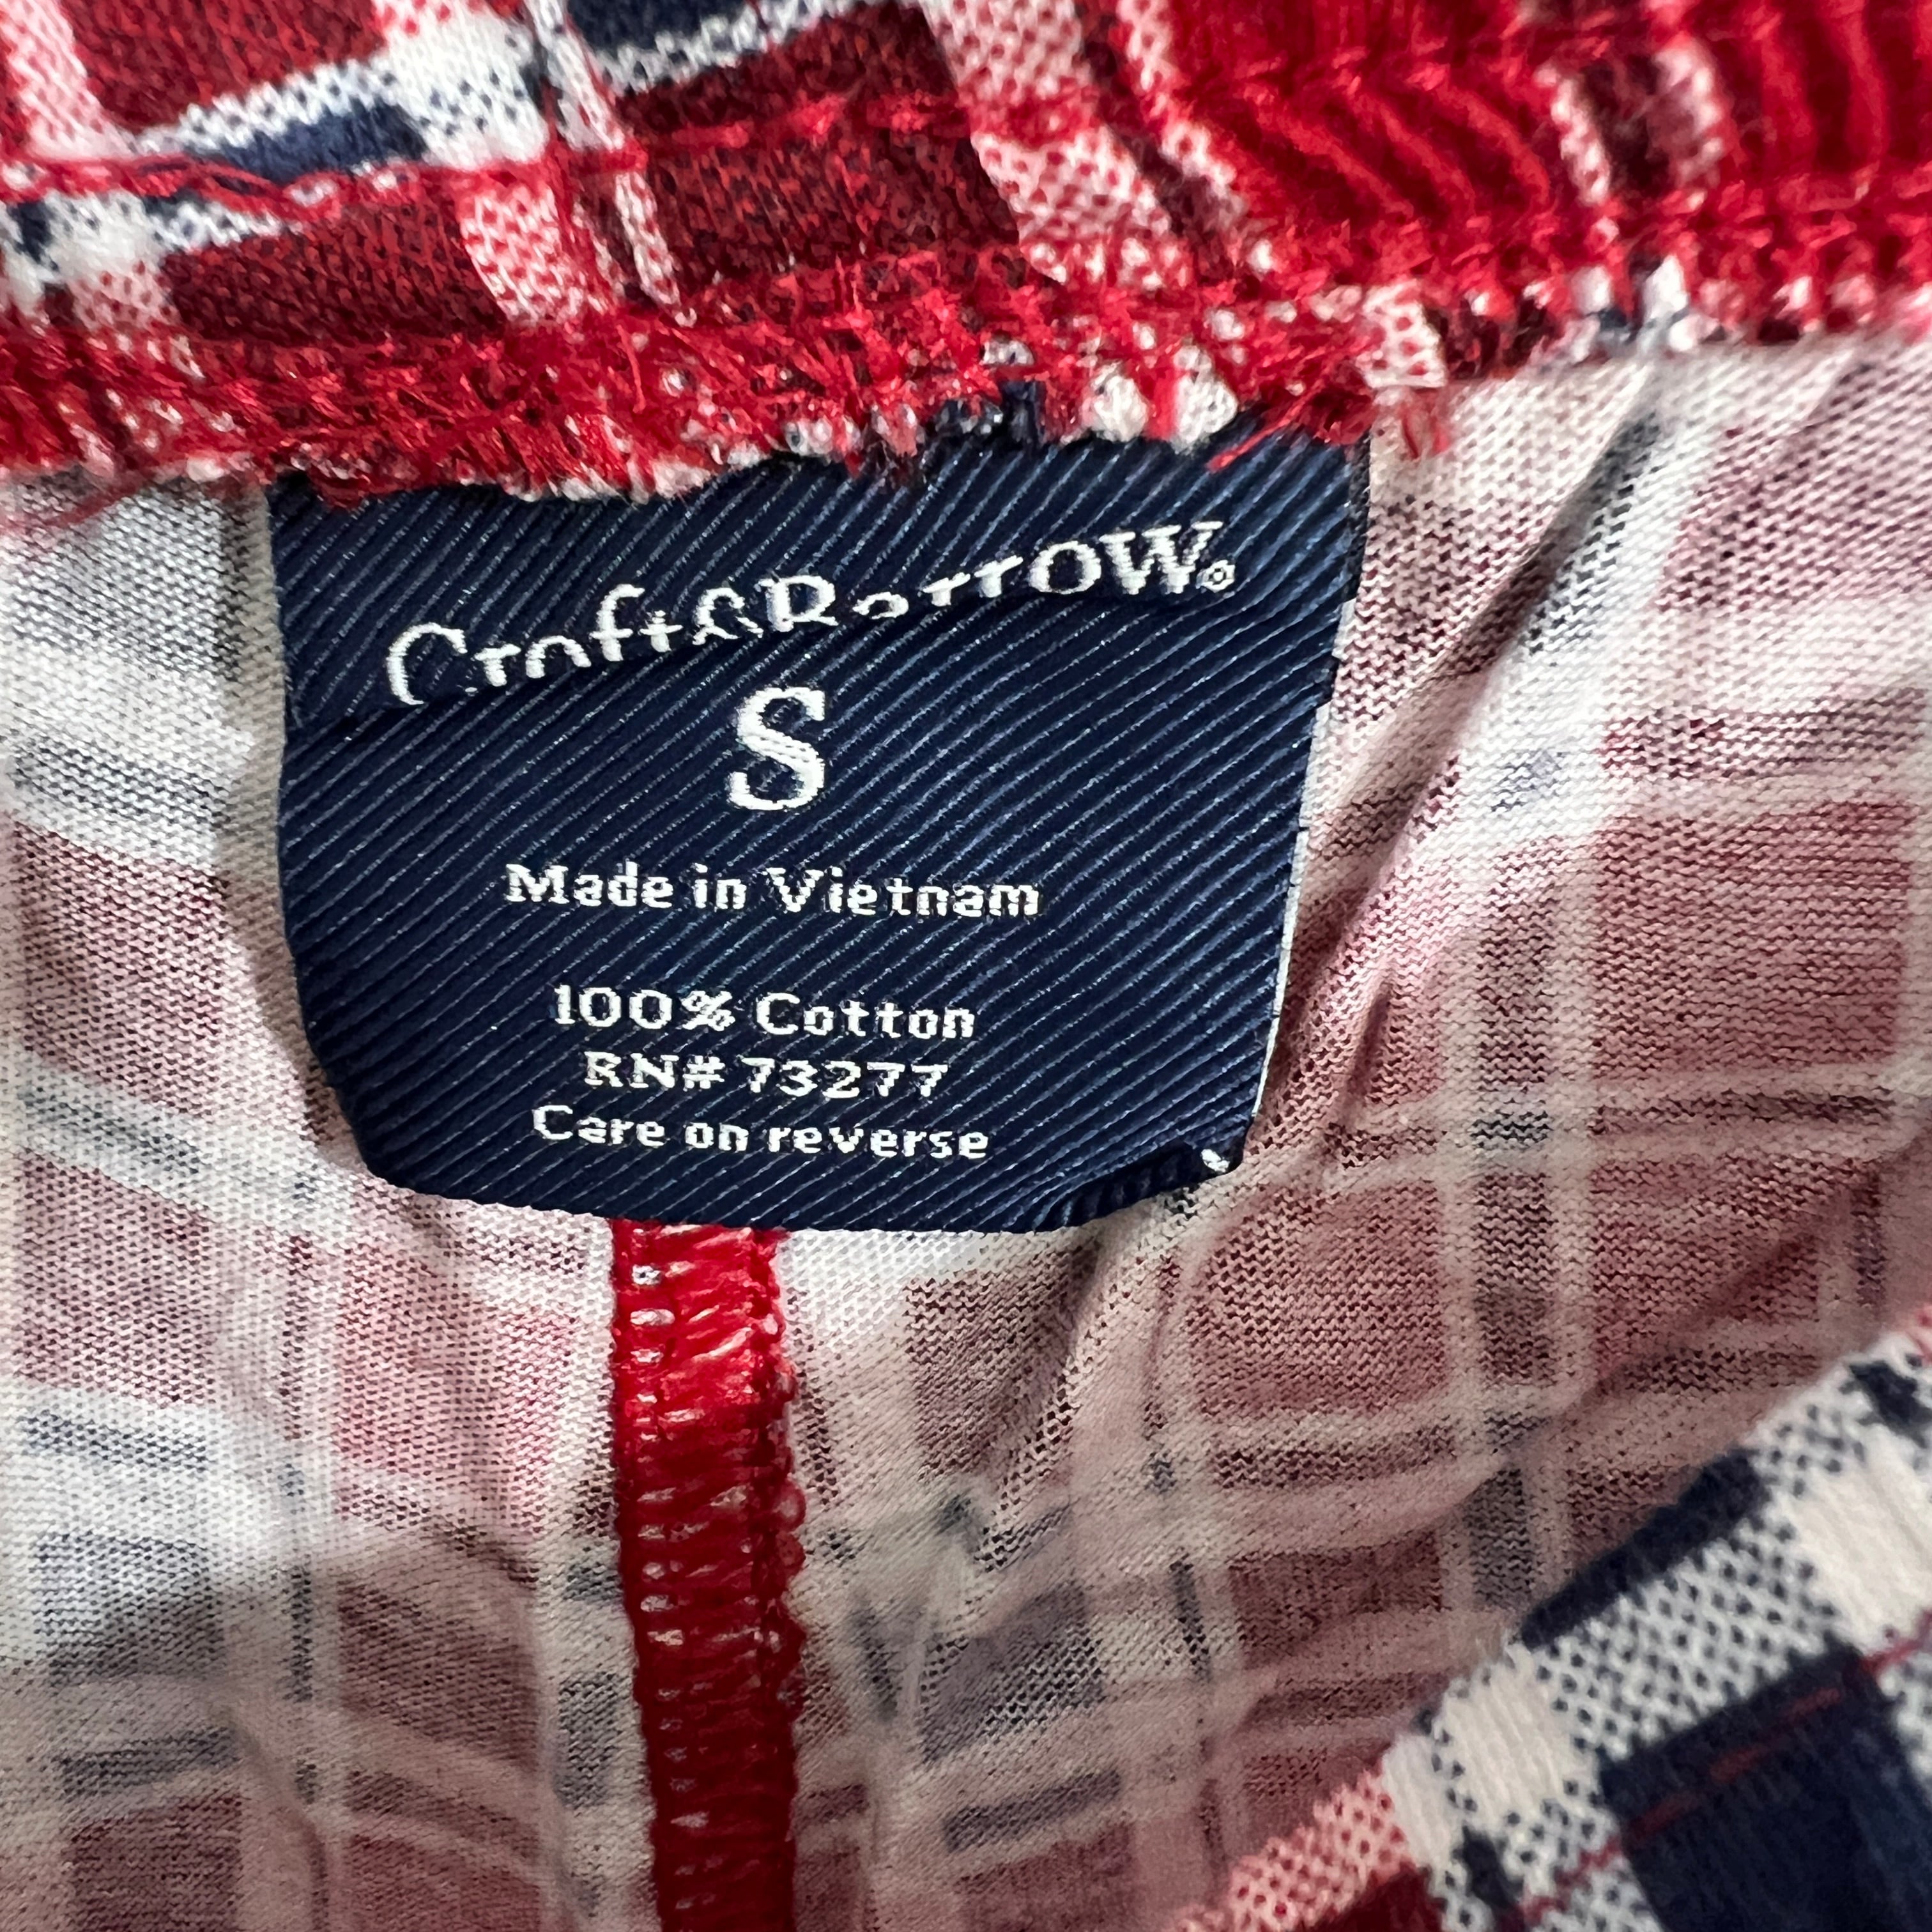 Croft&Barrow®
S
Made in Vietnam
100% Cotton
RN# 73277
Care on reverse